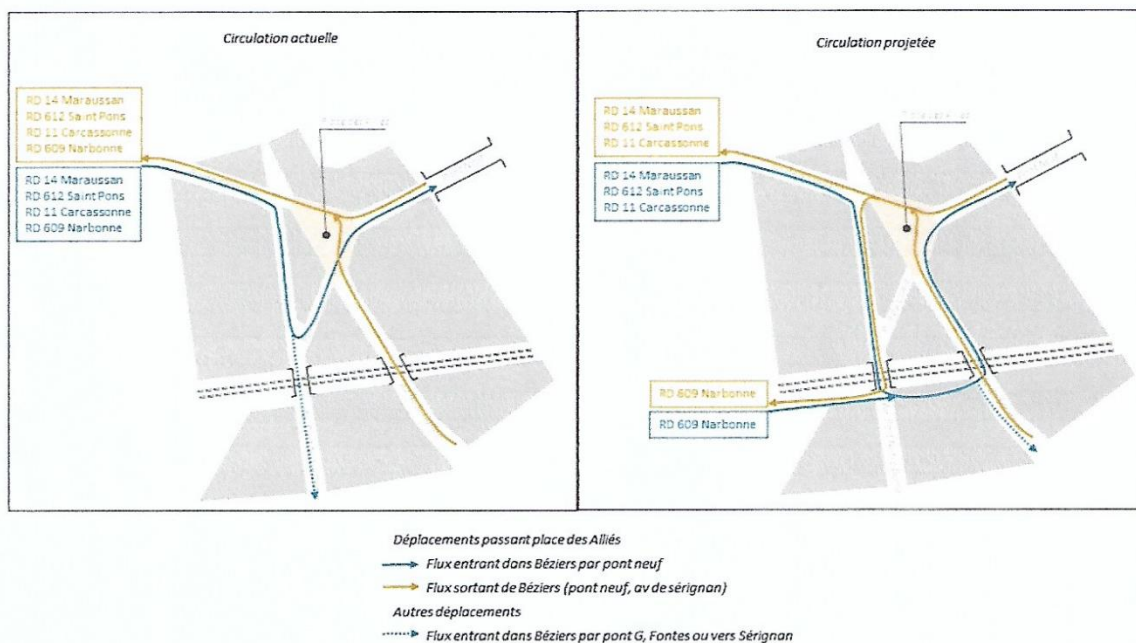 Circulation actuelle
RD 14 Maraussan
RD 612 Saint Pons
RD 11 Carcassonne
RD 609 Narbonne
RD 14 Maraussan
RD 612 Saint Pons
RD 11 Carcassonne
RD 609 Narbonne
Circulation projetée
RD 14 Maraussan
RD 612 Saint Pons
RD 11 Carcassonne
RD 14 Maraussan
RD 612 Saint Pons
RD 11 Carcassonne
RD 609 Narbonne
RD 609 Narbonne
Déplacements passant place des Alliés
Flux entrant dans Béziers par pont neuf
Flux sortant de Béziers (pont neuf, av de sérignan)
Autres déplacements
Flux entrant dans Béziers par pont G, Fontes ou vers Sérignan